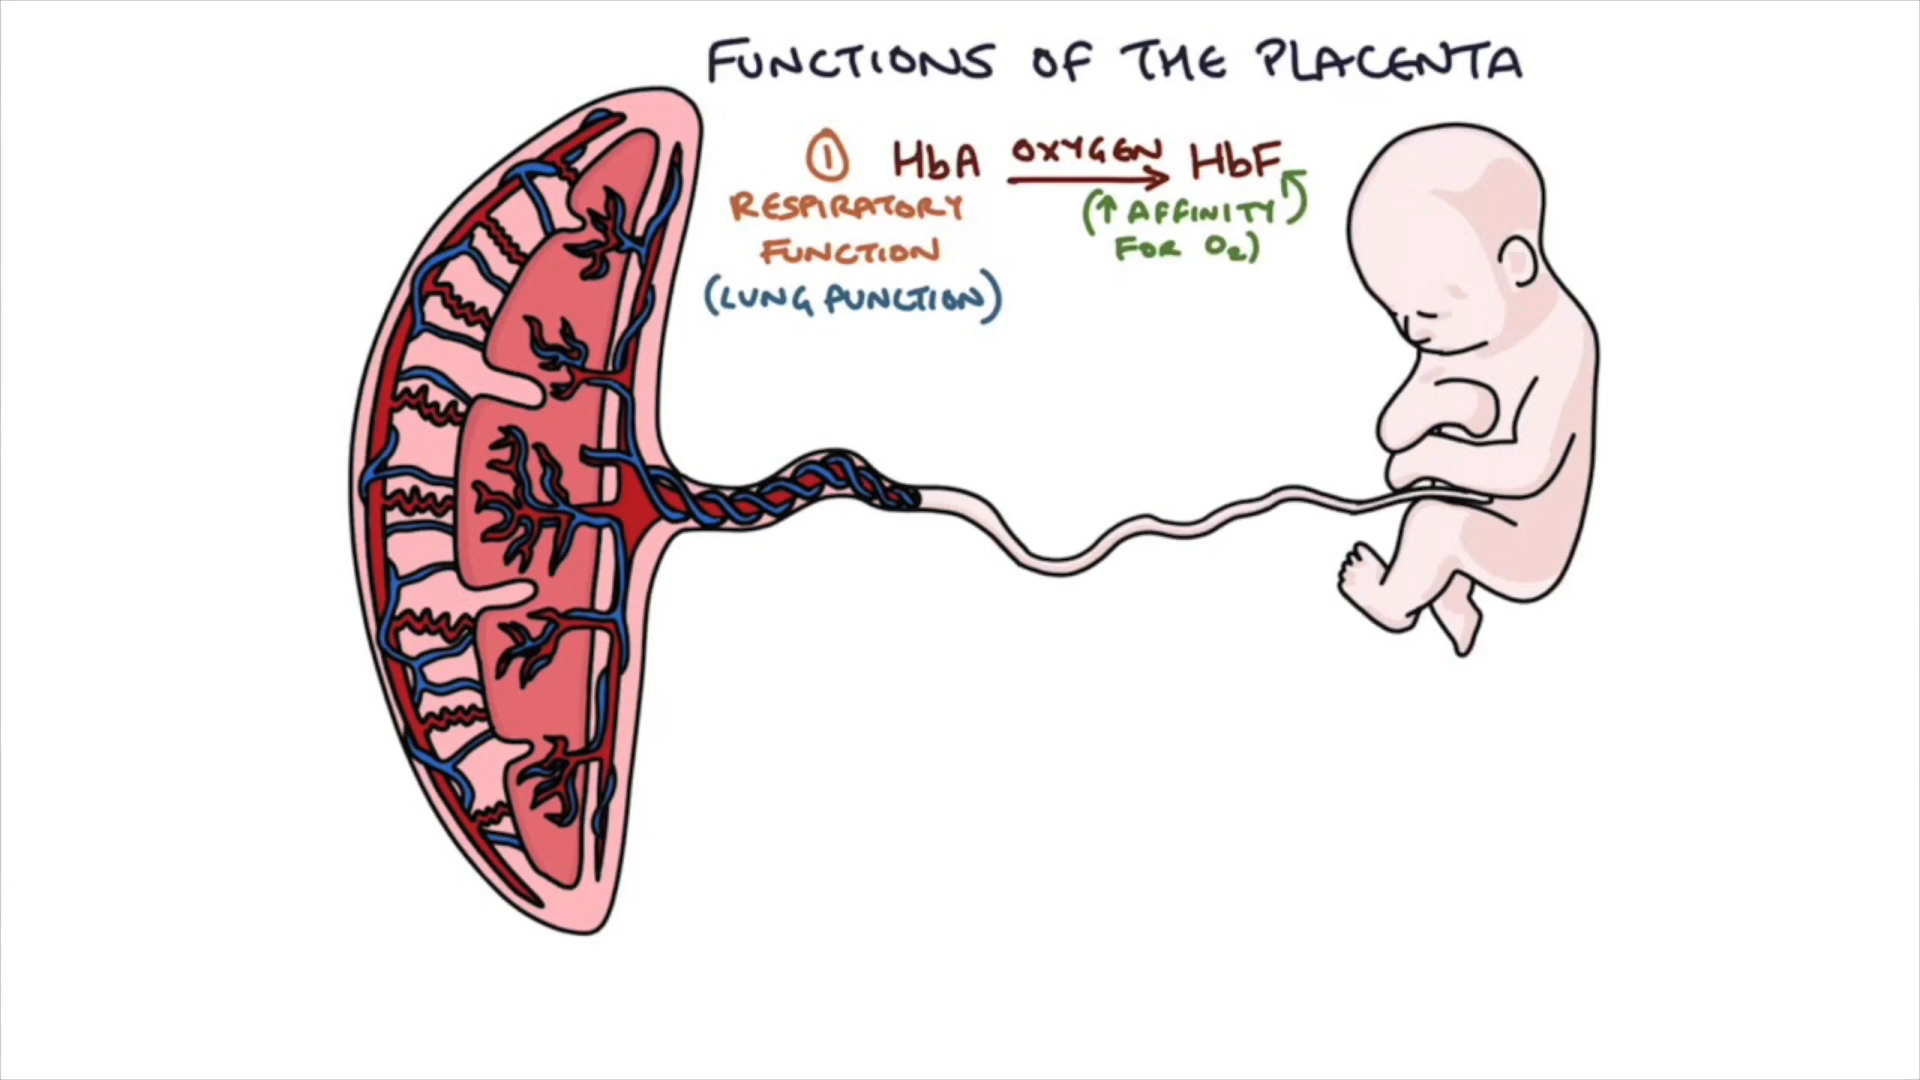 FUNCTIONS OF THE PLACENTA
① HbA OXYGEN → HbF
RESPIRATORY
FUNCTION
(LUNG FUNCTION)
(↑ AFFINITY
FOR O₂)